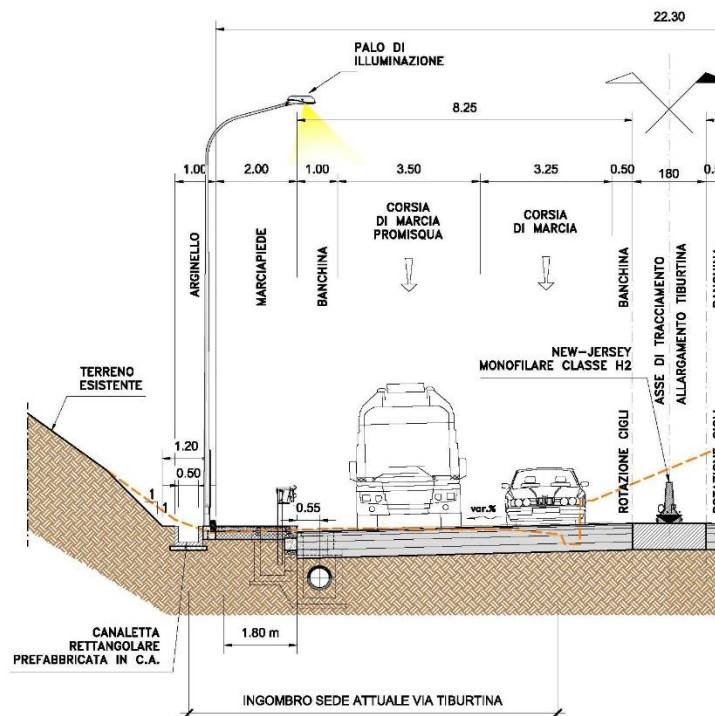 22.30
PALO DI
ILLUMINAZIONE
8.25
1.00
2.00
1.00
3.50
3.25
0.50
180
ARGINELLO
MARCIAPIEDE
BANCHINA
CORSIA
DI MARCIA
PROMISQUA
CORSIA
DI MARCIA
BANCHINA
ASSE DI TRACCIAMENTO
ALLARGAMENTO TIBURTINA
NEW-JERSEY
MONOFILARE CLASSE H2
TERRENO
ESISTENTE
ROTAZIONE CIGLI
1.20
0.50
1
1
0.55
var.%
1.80 m
CANALETTA
RETTANGOLARE
PREFABBRICATA IN C.A.
INGOMBRO SEDE ATTUALE VIA TIBURTINA